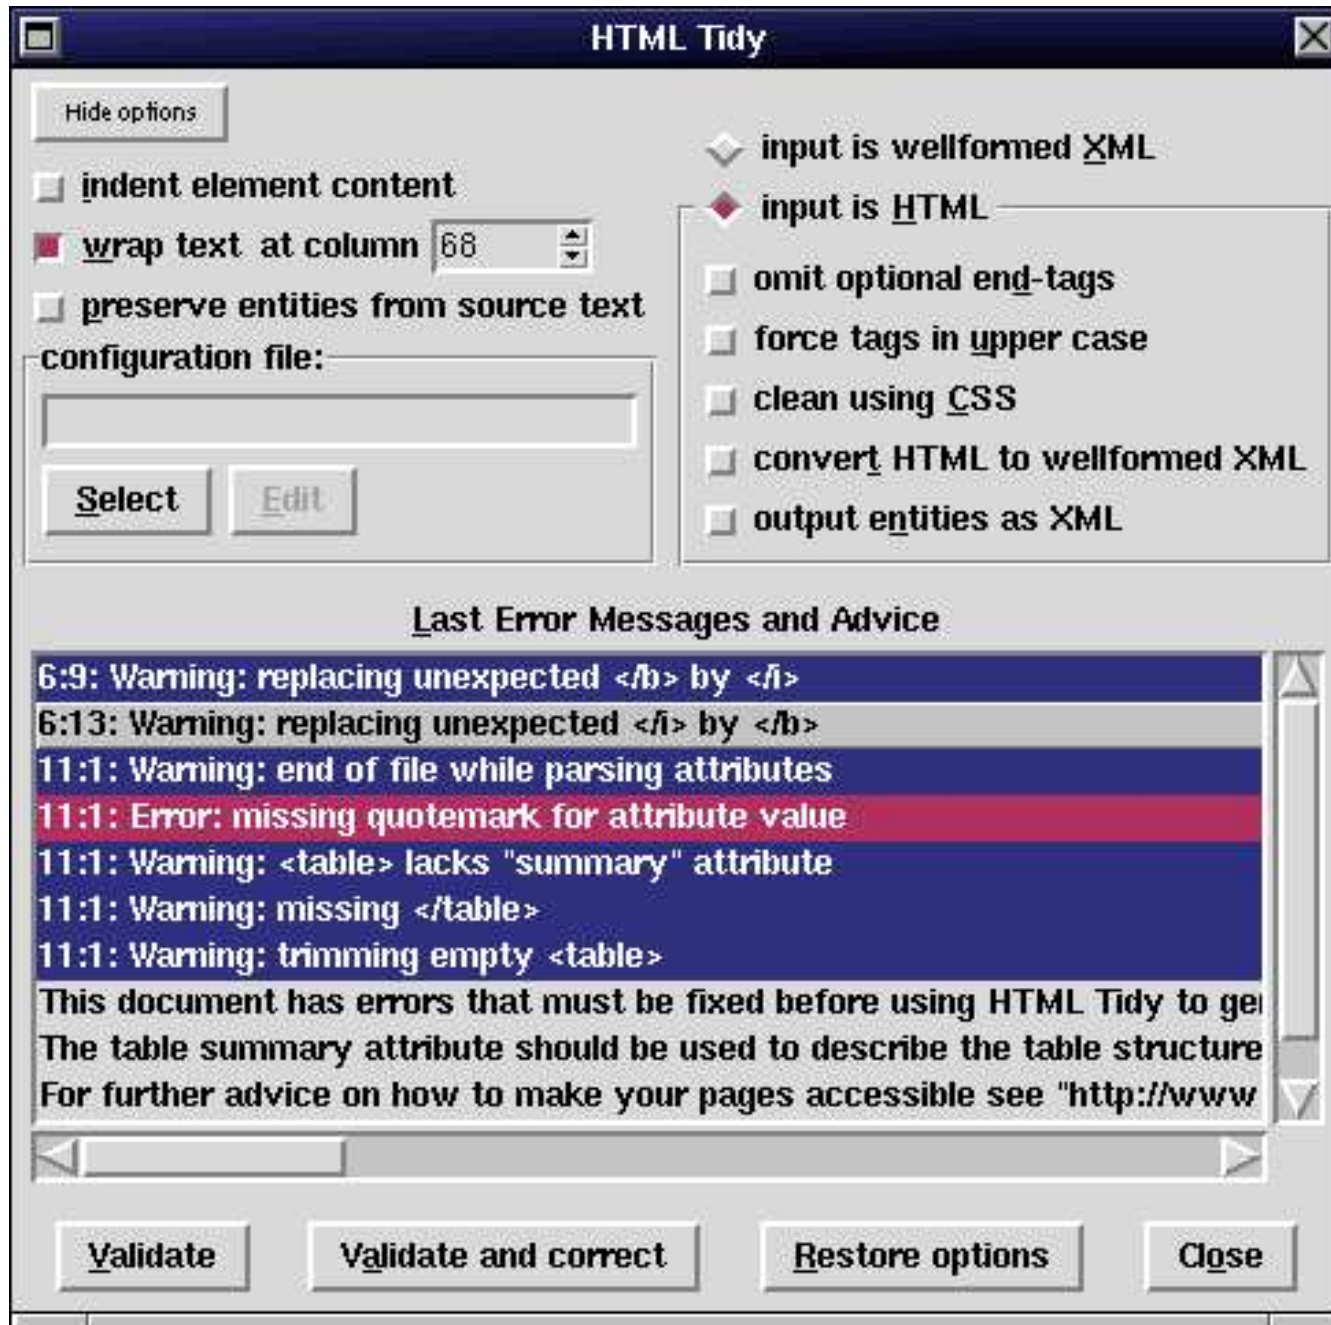 HTML Tidy
Hide options
indent element content
wrap text at column 68
preserve entities from source text
configuration file:
Select Edit
input is wellformed XML
input is HTML
omit optional end-tags
force tags in upper case
clean using CSS
convert HTML to wellformed XML
output entities as XML
Last Error Messages and Advice
6:9: Warning: replacing unexpected </b> by </i>
6:13: Warning: replacing unexpected </i> by </b>
11:1: Warning: end of file while parsing attributes
11:1: Error: missing quotemark for attribute value
11:1: Warning: <table> lacks "summary" attribute
11:1: Warning: missing </table>
11:1: Warning: trimming empty <table>
This document has errors that must be fixed before using HTML Tidy to ge
The table summary attribute should be used to describe the table structure
For further advice on how to make your pages accessible see "http://www
Validate Validate and correct Restore options Close